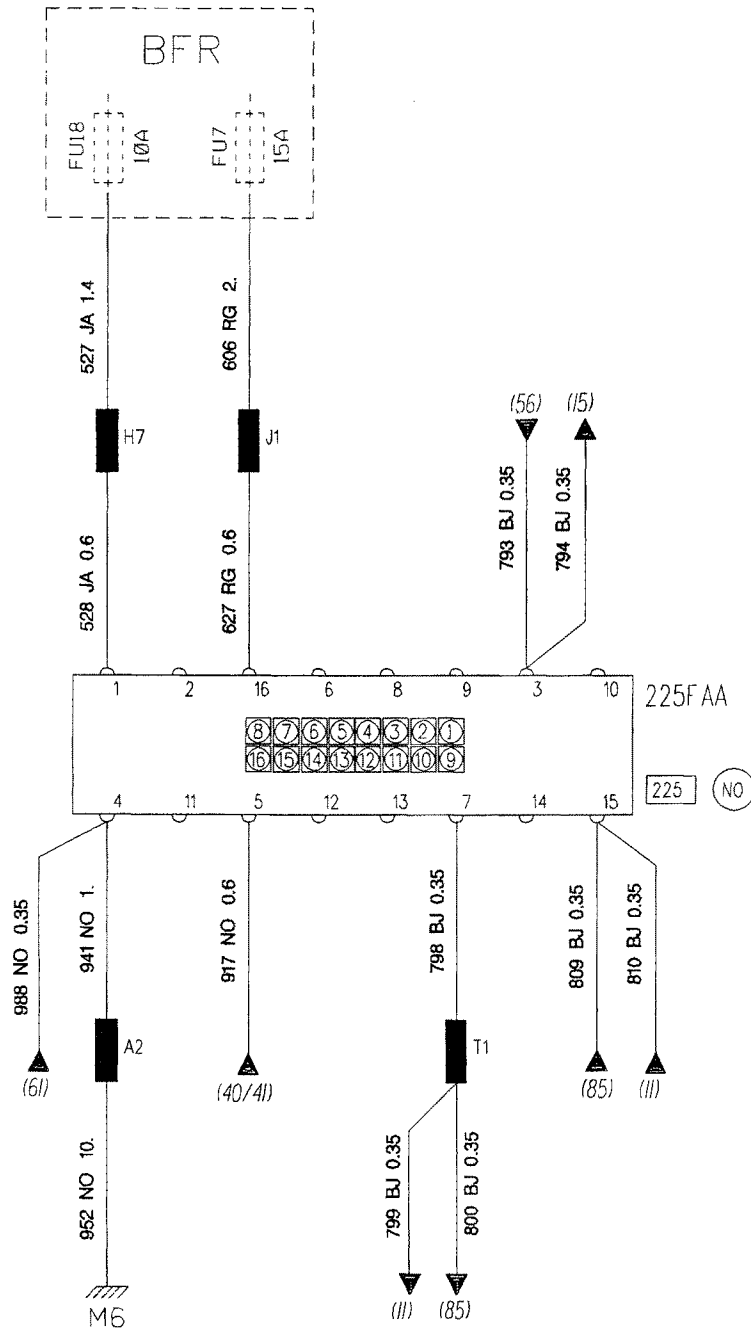 BFR
FU18
10A
FU7
15A
527 JA 1.4
606 RG 2.
H7
J1
(56)
(15)
528 JA 0.6
627 RG 0.6
793 BJ 0.35
794 BJ 0.35
1 2 16 6 8 9 3 10
225FAA
8 7 6 5 4 3 2 1
16 15 14 13 12 11 10 9
225
NO
4 11 5 12 13 7 14 15
988 NO 0.35
941 NO 1.
917 NO 0.6
798 BJ 0.35
809 BJ 0.35
810 BJ 0.35
(61)
A2
(40/41)
T1
(85)
(11)
952 NO 10.
799 BJ 0.35
800 BJ 0.35
M6
(11)
(85)